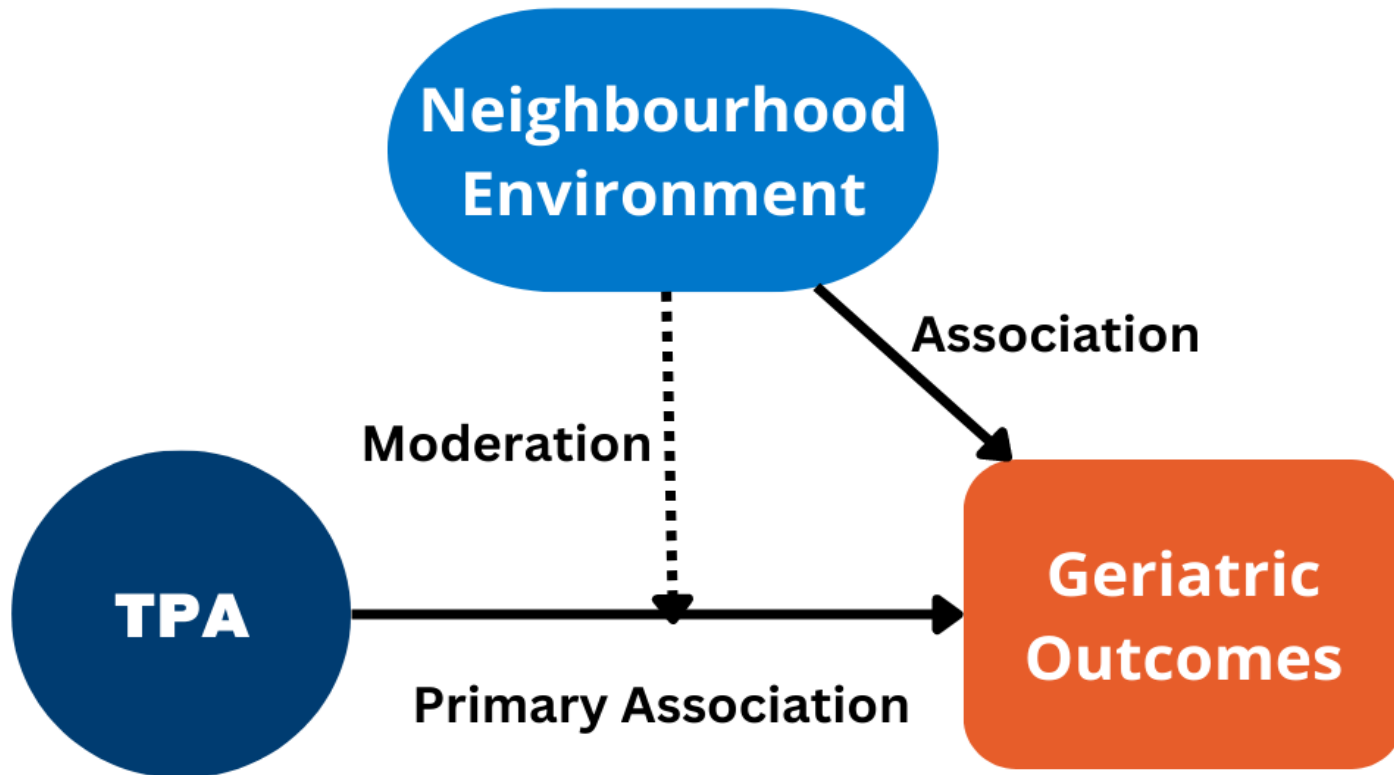 Neighbourhood
Environment
Association
Moderation
TPA
Geriatric
Outcomes
Primary Association